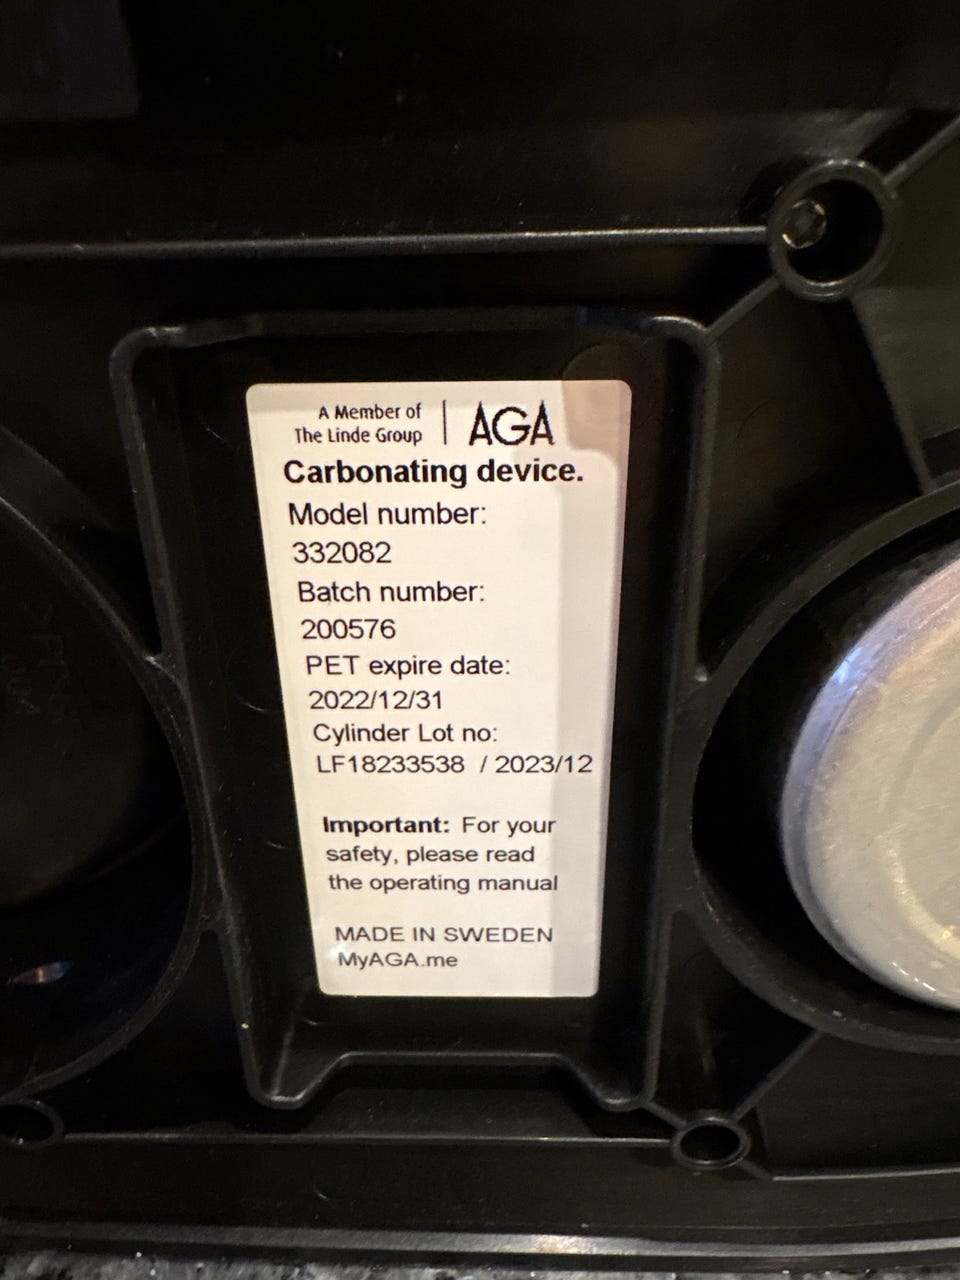 A Member of
The Linde Group
AGA
Carbonating device.
Model number:
332082
Batch number:
200576
PET expire date:
2022/12/31
Cylinder Lot no:
LF18233538 / 2023/12
Important: For your
safety, please read
the operating manual
MADE IN SWEDEN
MyAGA.me